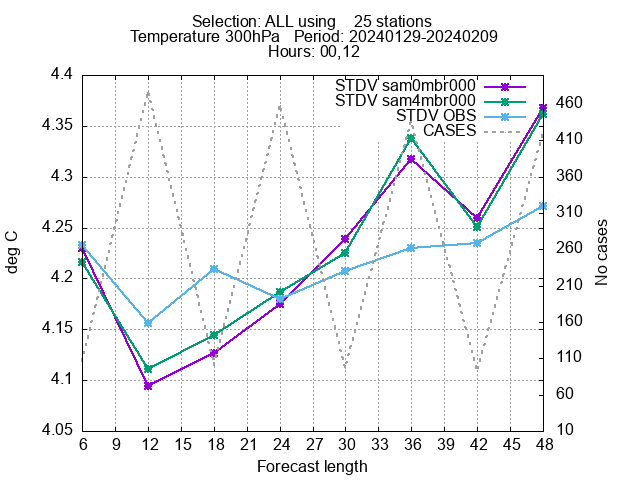 Selection: ALL using    25 stations
Temperature 300hPa   Period: 20240129-20240209
Hours: 00,12
STDV sam0mbr000
STDV sam4mbr000
STDV OBS
CASES
4.4
4.35
4.3
4.25
4.2
4.15
4.1
4.05
deg C
460
410
360
310
260
210
160
110
60
10
No cases
6 9 12 15 18 21 24 27 30 33 36 39 42 45 48
Forecast length